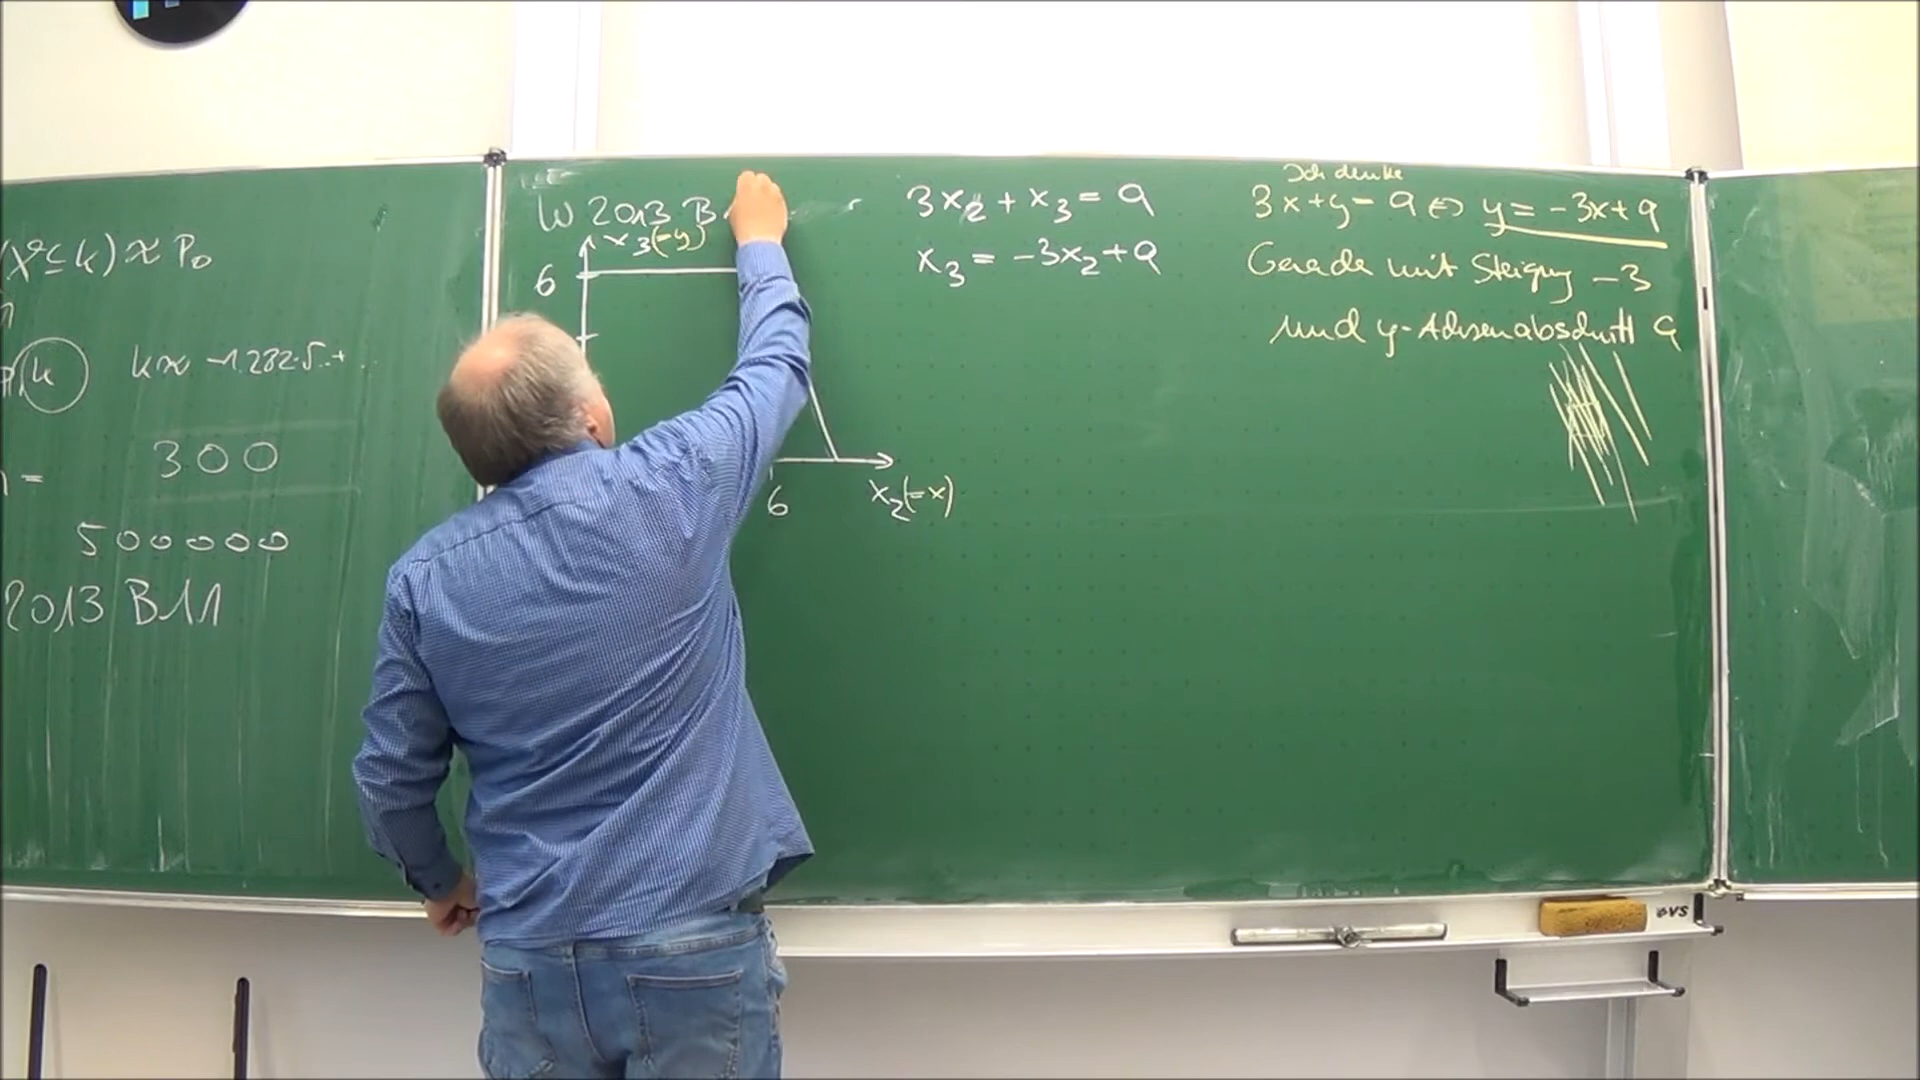 ≤ k) ≈ P₀
k
k ≈ -1.282·5..+...
300
500000
2013 B11
W 2013 B
x₃(=y)
6
6
x₂(=x)
3x₂ + x₃ = 9
x₃ = -3x₂+9
Ich denke
3x+y = 9 ⇔ y = -3x+9
Gerade mit Steigung -3
und y-Achsenabschnitt 9
VS